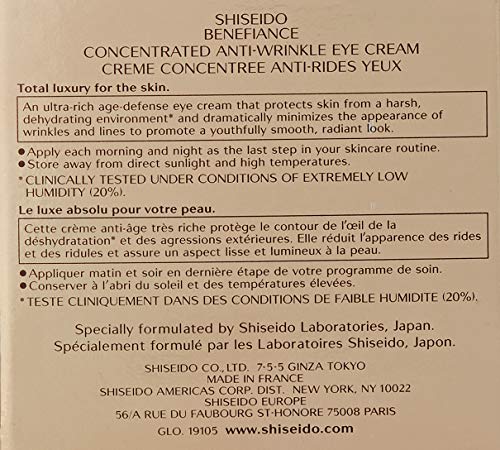 SHISEIDO
BENEFIANCE
CONCENTRATED ANTI-WRINKLE EYE CREAM
CREME CONCENTREE ANTI-RIDES YEUX
Total luxury for the skin.
An ultra-rich age-defense eye cream that protects skin from a harsh,
dehydrating environment* and dramatically minimizes the appearance of
wrinkles and lines to promote a youthfully smooth, radiant look.
●Apply each morning and night as the last step in your skincare routine.
●Store away from direct sunlight and high temperatures.
*CLINICALLY TESTED UNDER CONDITIONS OF EXTREMELY LOW
HUMIDITY (20%).
Le luxe absolu pour votre peau.
Cette crème anti-âge très riche protège le contour de l'œil de la
déshydratation* et des agressions extérieures. Elle réduit l'apparence des rides
et des ridules et assure un aspect lisse et lumineux à la peau.
●Appliquer matin et soir en dernière étape de votre programme de soin.
●Conserver à l'abri du soleil et des températures élevées.
*TESTE CLINIQUEMENT DANS DES CONDITIONS DE FAIBLE HUMIDITE (20%).
Specially formulated by Shiseido Laboratories, Japan.
Spécialement formulé par les Laboratoires Shiseido, Japon.
SHISEIDO CO., LTD. 7-5-5 GINZA TOKYO
MADE IN FRANCE
SHISEIDO AMERICAS CORP. DIST. NEW YORK, NY 10022
SHISEIDO EUROPE
56/A RUE DU FAUBOURG ST-HONORE 75008 PARIS
GLO. 19105 www.shiseido.com